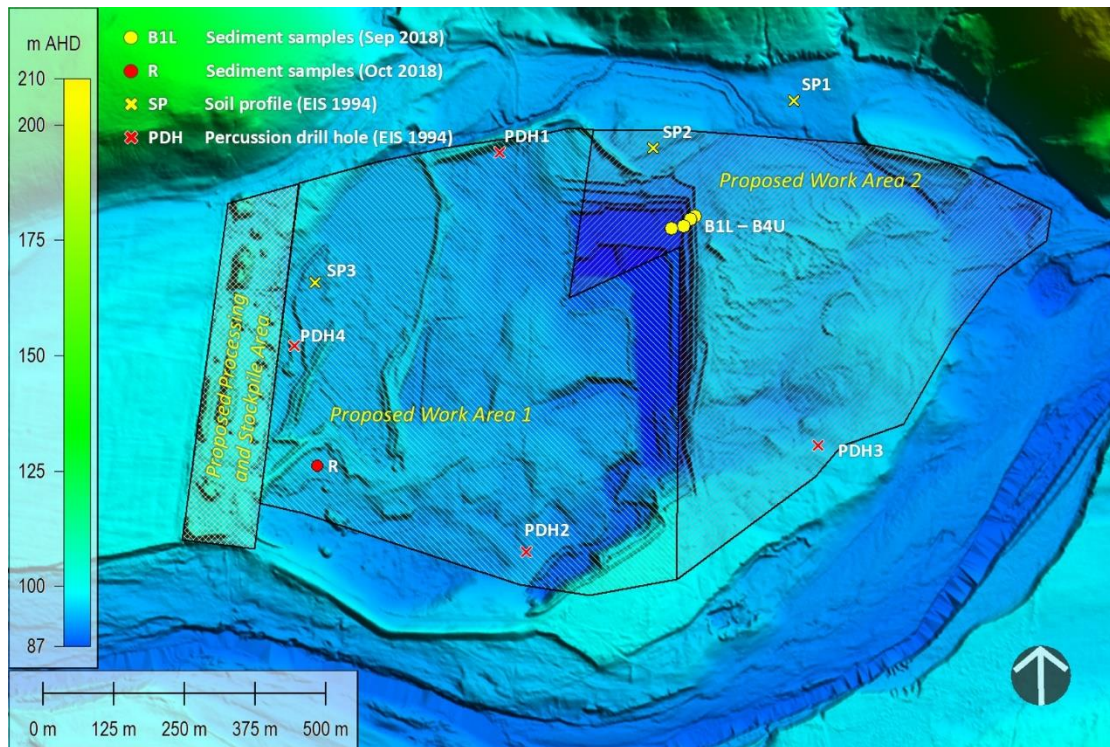 m AHD
210
200
175
150
125
100
87
B1L Sediment samples (Sep 2018)
R Sediment samples (Oct 2018)
SP Soil profile (EIS 1994)
PDH Percussion drill hole (EIS 1994)
SP1
PDH1
SP2
Proposed Work Area 2
B1L – B4U
SP3
PDH4
Proposed Processing
and Stockpile Area
Proposed Work Area 1
R
PDH3
PDH2
0 m 125 m 250 m 375 m 500 m